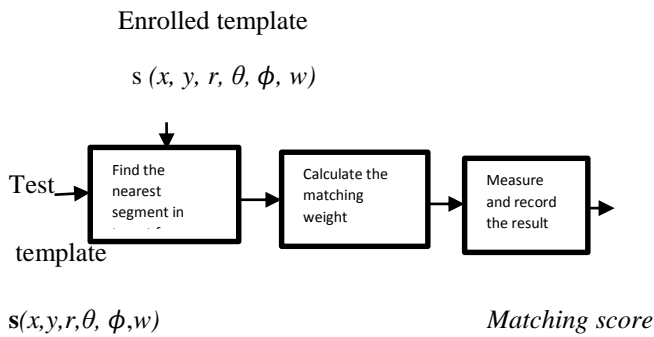 Enrolled template
s (x, y, r, θ, ϕ, w)
Test
template
s(x,y,r,θ, ϕ,w)
Find the
nearest
segment in
Calculate the
matching
weight
Measure
and record
the result
Matching score